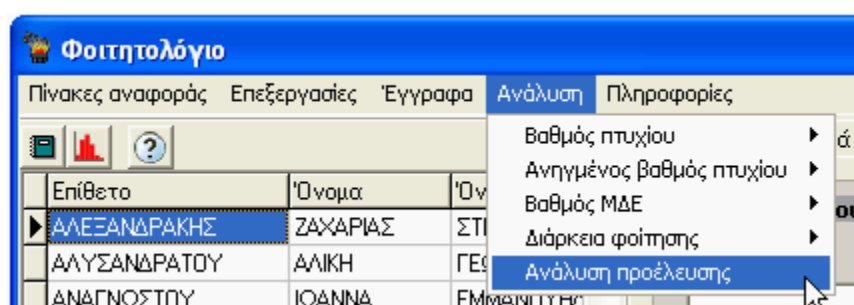 Φοιτητολόγιο
Πίνακες αναφοράς Επεξεργασίες Έγγραφα Ανάλυση Πληροφορίες
Βαθμός πτυχίου
Ανηγμένος βαθμός πτυχίου
Βαθμός ΜΔΕ
Διάρκεια φοίτησης
Ανάλυση προέλευσης
Επίθετο Όνομα
ΑΛΕΞΑΝΔΡΑΚΗΣ ΖΑΧΑΡΙΑΣ
ΑΛΥΣΑΝΔΡΑΤΟΥ ΑΛΙΚΗ
ΑΝΑΓΝΩΣΤΟΥ ΙΩΑΝΝΑ